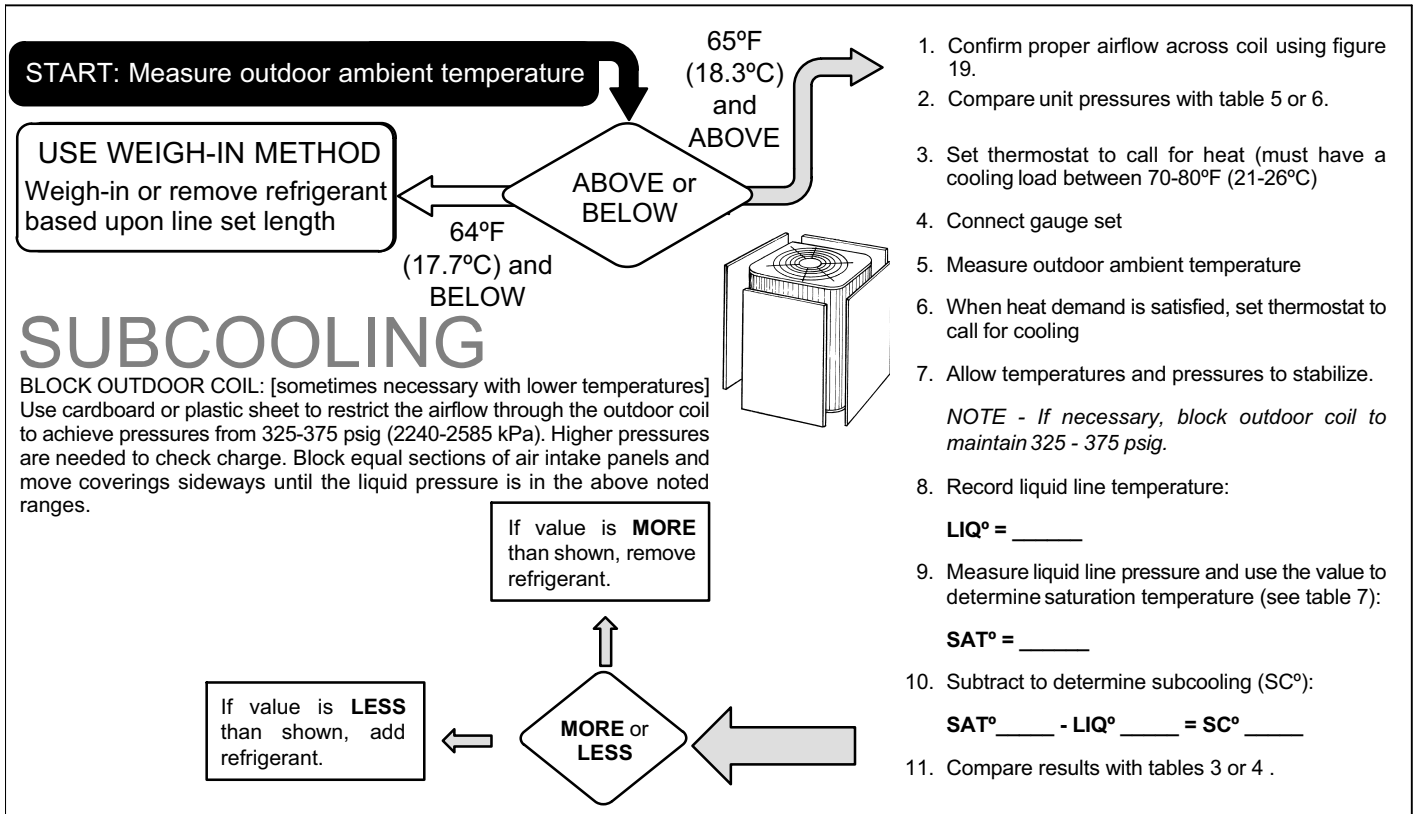 START: Measure outdoor ambient temperature
65ºF
(18.3ºC)
and
ABOVE
USE WEIGH-IN METHOD
Weigh-in or remove refrigerant
based upon line set length
ABOVE or
BELOW
64ºF
(17.7ºC) and
BELOW
SUBCOOLING
BLOCK OUTDOOR COIL: [sometimes necessary with lower temperatures]
Use cardboard or plastic sheet to restrict the airflow through the outdoor coil
to achieve pressures from 325-375 psig (2240-2585 kPa). Higher pressures
are needed to check charge. Block equal sections of air intake panels and
move coverings sideways until the liquid pressure is in the above noted
ranges.
1. Confirm proper airflow across coil using figure
19.
2. Compare unit pressures with table 5 or 6.
3. Set thermostat to call for heat (must have a
cooling load between 70-80ºF (21-26ºC)
4. Connect gauge set
5. Measure outdoor ambient temperature
6. When heat demand is satisfied, set thermostat to
call for cooling
7. Allow temperatures and pressures to stabilize.
NOTE - If necessary, block outdoor coil to
maintain 325 - 375 psig.
8. Record liquid line temperature:
LIQº = ______
9. Measure liquid line pressure and use the value to
determine saturation temperature (see table 7):
SATº = ______
10. Subtract to determine subcooling (SCº):
SATº_____ - LIQº _____ = SCº _____
11. Compare results with tables 3 or 4 .
MORE or
LESS
If value is MORE
than shown, remove
refrigerant.
If value is LESS
than shown, add
refrigerant.